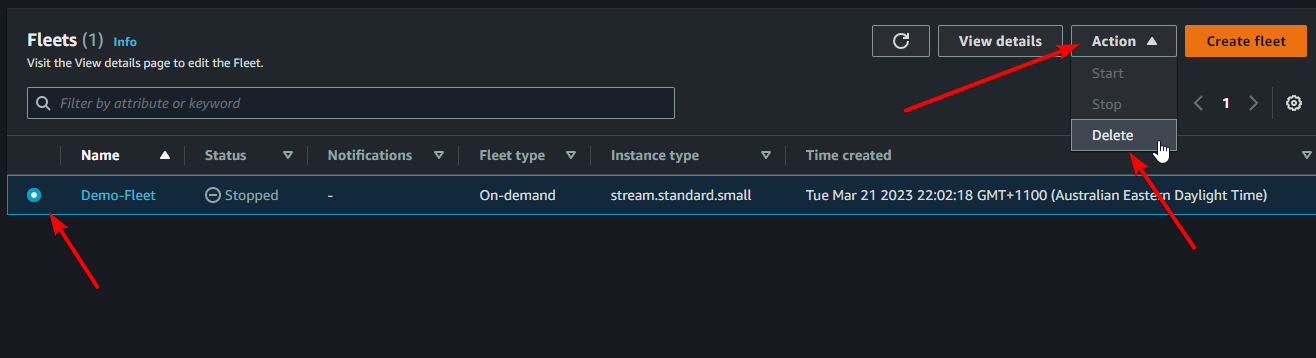 Fleets (1) Info
View details
Action
Create fleet
Visit the View details page to edit the Fleet.
Start
Filter by attribute or keyword
Stop
1
Delete
Name Status Notifications Fleet type Instance type Time created
Demo-Fleet Stopped - On-demand stream.standard.small Tue Mar 21 2023 22:02:18 GMT+1100 (Australian Eastern Daylight Time)